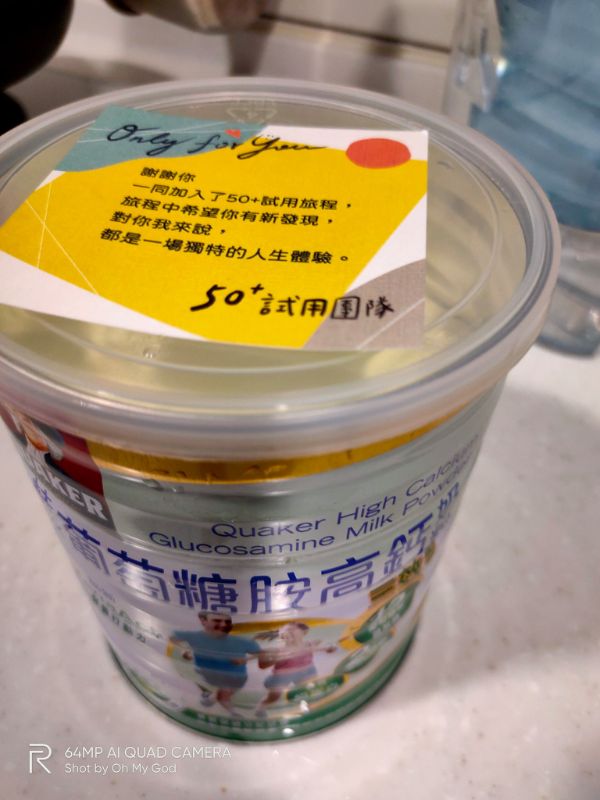 Only for You
謝謝你
一同加入了50+試用旅程，
旅程中希望你有新發現，
對你我來說，
都是一場獨特的人生體驗。
50+試用團隊
QUAKER
Quaker High Calcium
Glucosamine Milk Powder
葡萄糖胺高鈣
64MP AI QUAD CAMERA
Shot by Oh My God